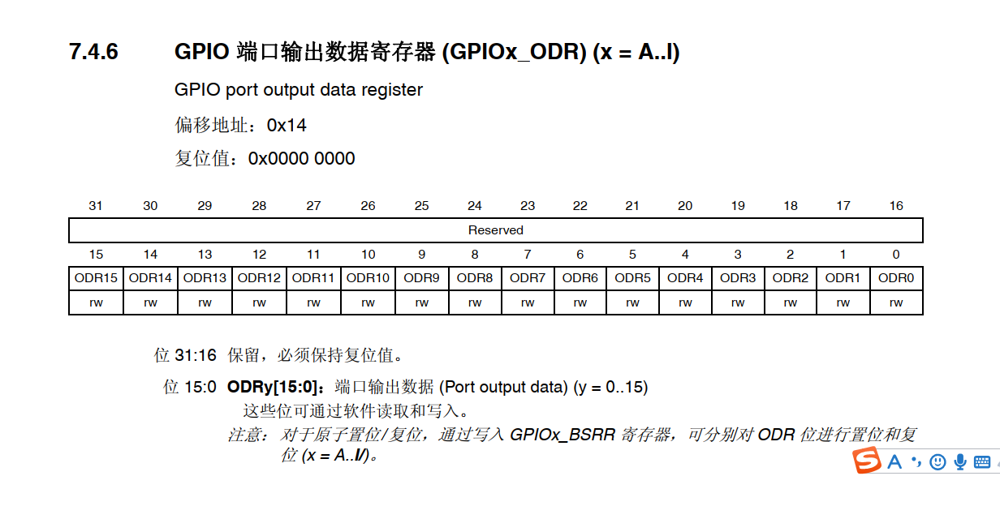 7.4.6 GPIO 端口输出数据寄存器 (GPIOx_ODR) (x = A..I)
GPIO port output data register
偏移地址：0x14
复位值：0x0000 0000
31 30 29 28 27 26 25 24 23 22 21 20 19 18 17 16
Reserved
15 14 13 12 11 10 9 8 7 6 5 4 3 2 1 0
ODR15 ODR14 ODR13 ODR12 ODR11 ODR10 ODR9 ODR8 ODR7 ODR6 ODR5 ODR4 ODR3 ODR2 ODR1 ODR0
rw rw rw rw rw rw rw rw rw rw rw rw rw rw rw rw
位 31:16 保留，必须保持复位值。
位 15:0 ODRy[15:0]：端口输出数据 (Port output data) (y = 0..15)
这些位可通过软件读取和写入。
注意： 对于原子置位/复位，通过写入 GPIOx_BSRR 寄存器，可分别对 ODR 位进行置位和复
位 (x = A..I/)。
S A